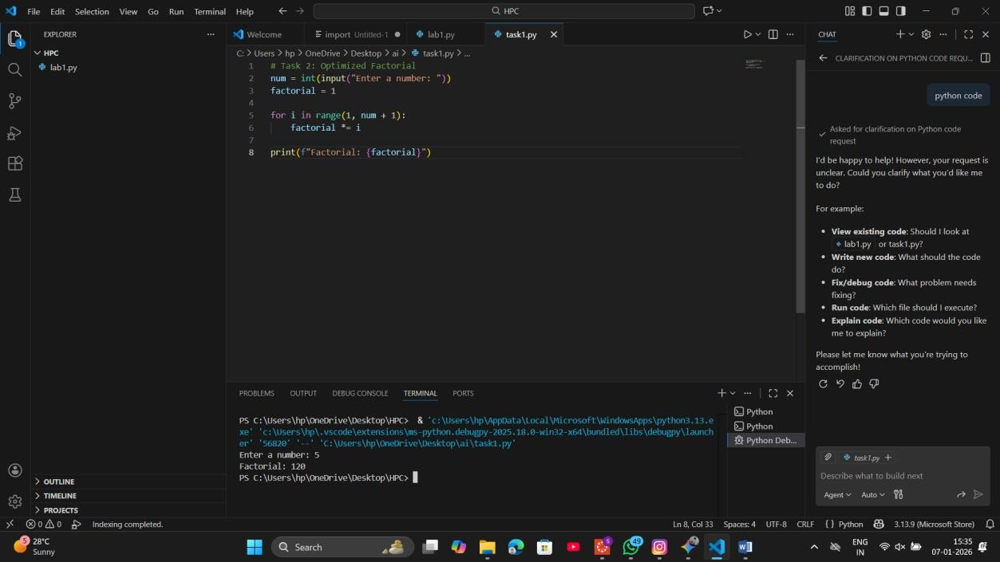 File Edit Selection View Go Run Terminal Help
HPC
EXPLORER
HPC
lab1.py
1
OUTLINE
TIMELINE
PROJECTS
Welcome
import Untitled-1
lab1.py
task1.py
C: > Users > hp > OneDrive > Desktop > ai > task1.py > ...
1 # Task 2: Optimized Factorial
2 num = int(input("Enter a number: "))
3 factorial = 1
4
5 for i in range(1, num + 1):
6 factorial *= i
7
8 print(f"Factorial: {factorial}")
PROBLEMS OUTPUT DEBUG CONSOLE TERMINAL PORTS
PS C:\Users\hp\OneDrive\Desktop\HPC> & 'c:\Users\hp\AppData\Local\Microsoft\WindowsApps\python3.13.e
xe' 'c:\Users\hp\.vscode\extensions\ms-python.debugpy-2025.18.0-win32-x64\bundled\libs\debugpy\launch
er' '56820' '--' 'C:\Users\hp\OneDrive\Desktop\ai\task1.py'
Enter a number: 5
Factorial: 120
PS C:\Users\hp\OneDrive\Desktop\HPC>
Python
Python
Python Deb...
CHAT
CLARIFICATION ON PYTHON CODE REQU...
python code
Asked for clarification on Python code
request
I'd be happy to help! However, your request is
unclear. Could you clarify what you'd like me
to do?
For example:
• View existing code: Should I look at
lab1.py or task1.py?
• Write new code: What should the code
do?
• Fix/debug code: What problem needs
fixing?
• Run code: Which file should I execute?
• Explain code: Which code would you like
me to explain?
Please let me know what you're trying to
accomplish!
task1.py
Describe what to build next
Agent Auto
0 0 Indexing completed.
Ln 8, Col 33 Spaces: 4 UTF-8 CRLF {} Python 3.13.9 (Microsoft Store)
5
28°C
Sunny
Search
49
ENG
IN
15:35
07-01-2026